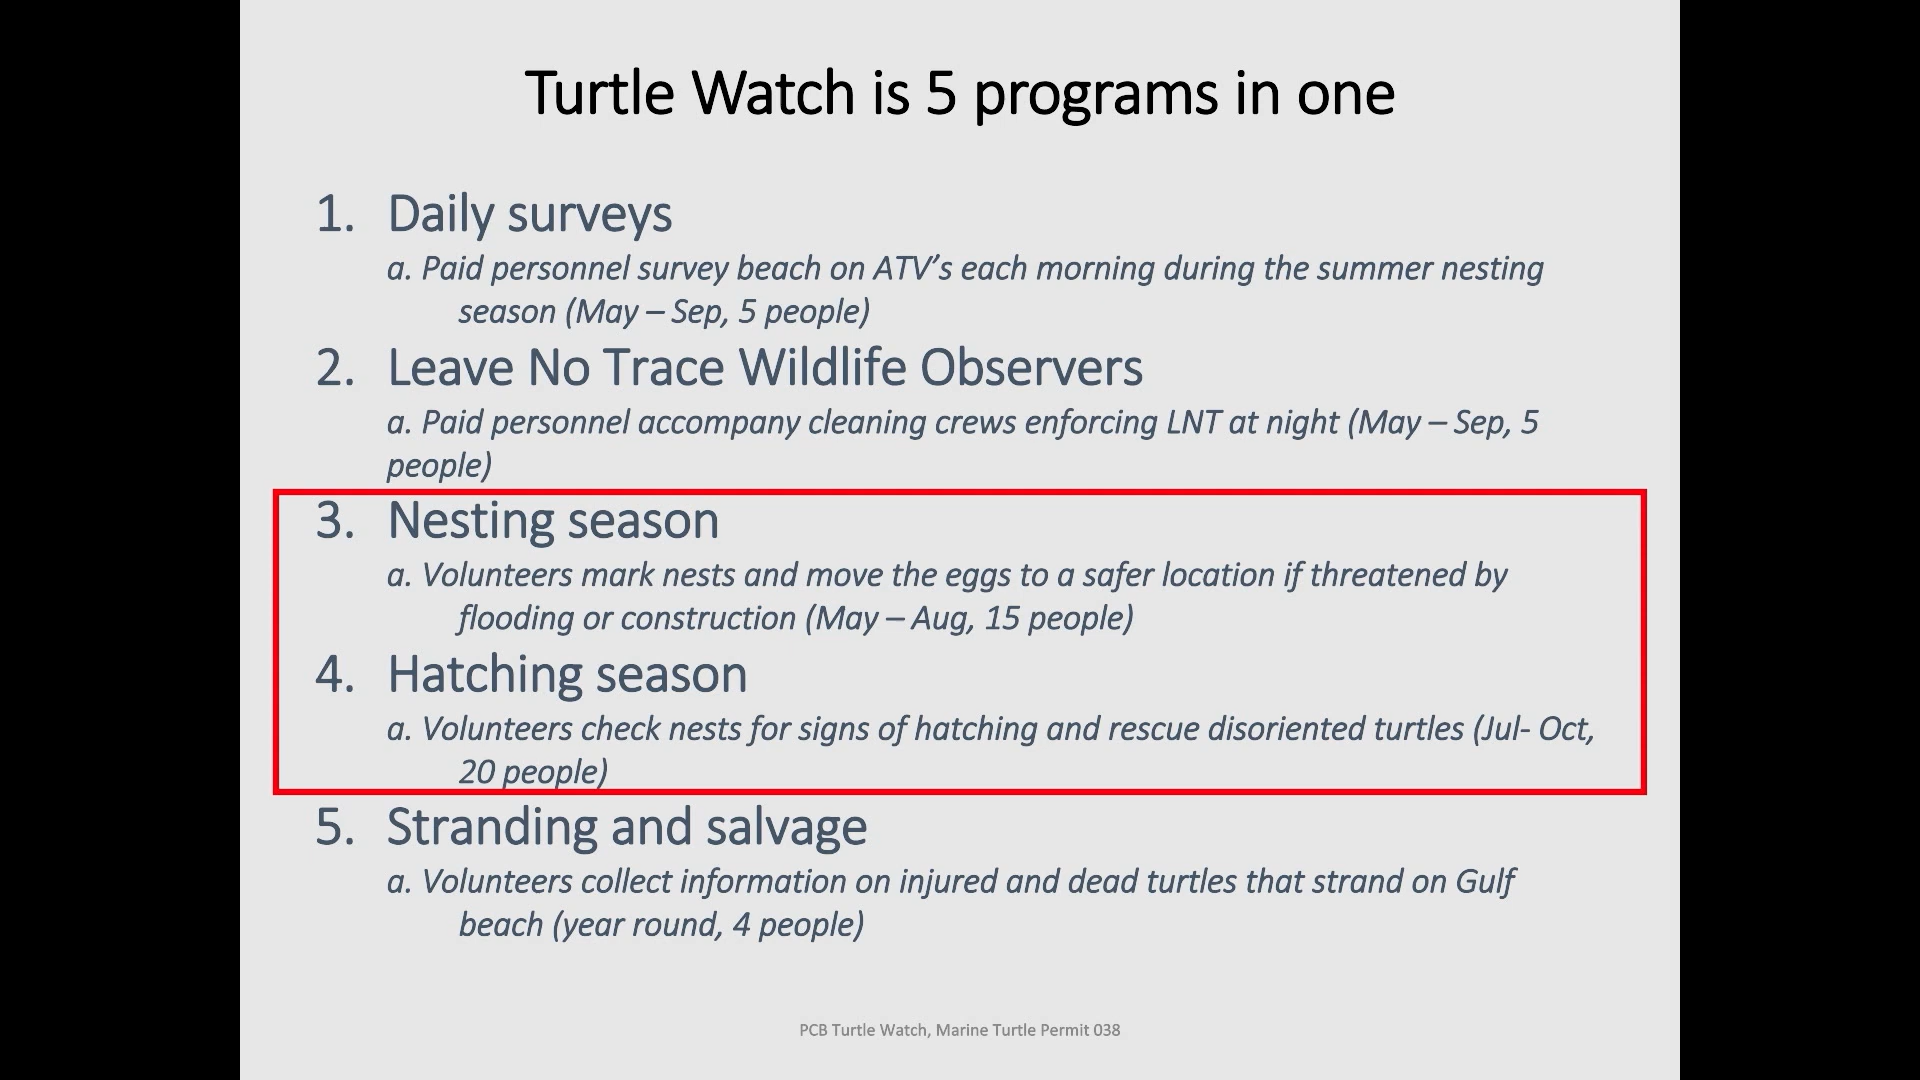 Turtle Watch is 5 programs in one
1. Daily surveys
a. Paid personnel survey beach on ATV’s each morning during the summer nesting
season (May – Sep, 5 people)
2. Leave No Trace Wildlife Observers
a. Paid personnel accompany cleaning crews enforcing LNT at night (May – Sep, 5
people)
3. Nesting season
a. Volunteers mark nests and move the eggs to a safer location if threatened by
flooding or construction (May – Aug, 15 people)
4. Hatching season
a. Volunteers check nests for signs of hatching and rescue disoriented turtles (Jul- Oct,
20 people)
5. Stranding and salvage
a. Volunteers collect information on injured and dead turtles that strand on Gulf
beach (year round, 4 people)
PCB Turtle Watch, Marine Turtle Permit 038